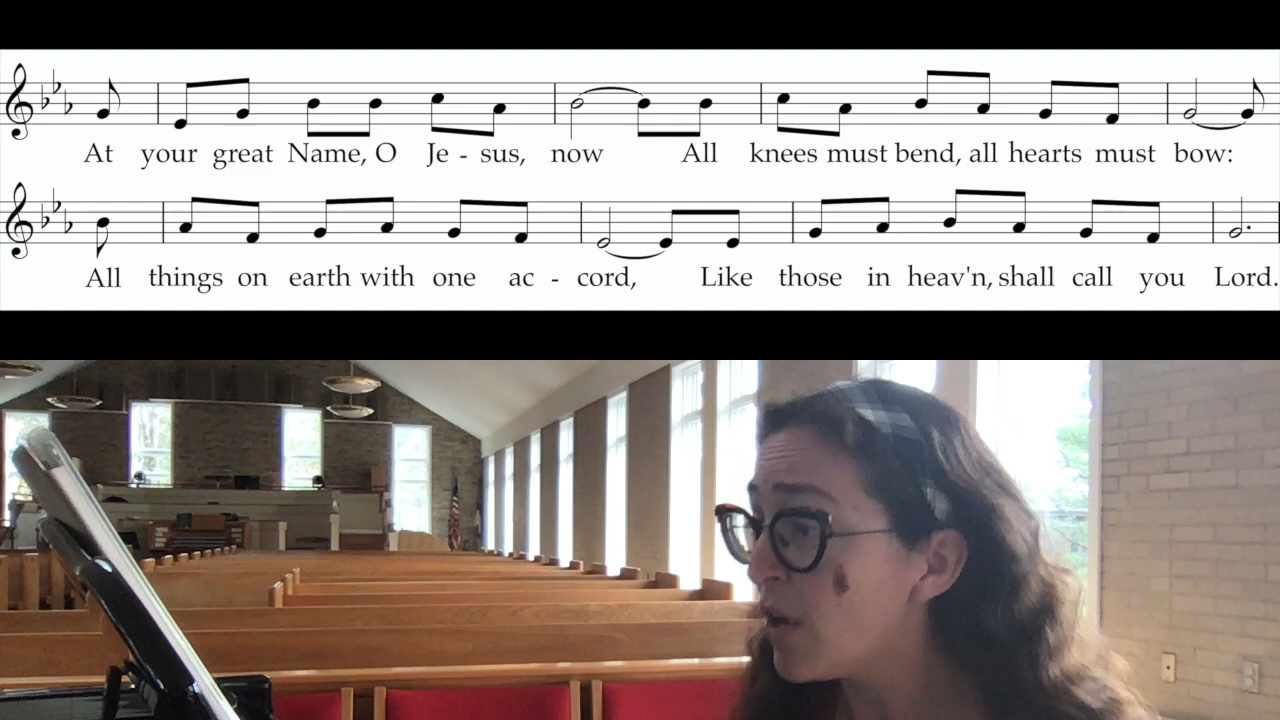 At your great Name, O Je - sus, now All knees must bend, all hearts must bow:
All things on earth with one ac - cord, Like those in heav'n, shall call you Lord.